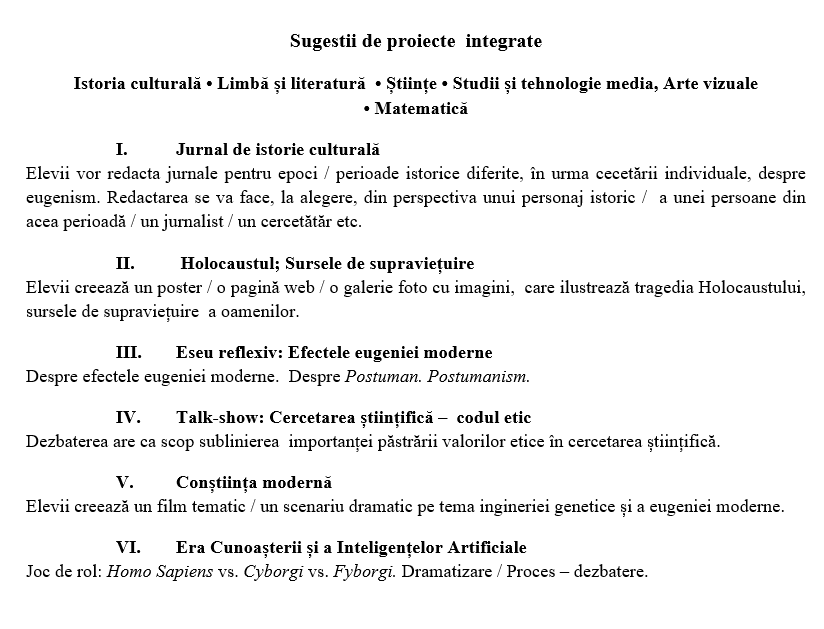 Sugestii de proiecte  integrate
Istoria culturală • Limbă și literatură  • Științe • Studii și tehnologie media, Arte vizuale
• Matematică
I. Jurnal de istorie culturală
Elevii vor redacta jurnale pentru epoci / perioade istorice diferite, în urma cecetării individuale, despre
eugenism. Redactarea se va face, la alegere, din perspectiva unui personaj istoric /  a unei persoane din
acea perioadă / un jurnalist / un cercetătăr etc.
II. Holocaustul; Sursele de supraviețuire
Elevii creează un poster / o pagină web / o galerie foto cu imagini,  care ilustrează tragedia Holocaustului,
sursele de supraviețuire  a oamenilor.
III. Eseu reflexiv: Efectele eugeniei moderne
Despre efectele eugeniei moderne.  Despre Postuman. Postumanism.
IV. Talk-show: Cercetarea științifică –  codul etic
Dezbaterea are ca scop sublinierea  importanței păstrării valorilor etice în cercetarea științifică.
V. Conștiința modernă
Elevii creează un film tematic / un scenariu dramatic pe tema ingineriei genetice și a eugeniei moderne.
VI. Era Cunoașterii și a Inteligențelor Artificiale
Joc de rol: Homo Sapiens vs. Cyborgi vs. Fyborgi. Dramatizare / Proces – dezbatere.